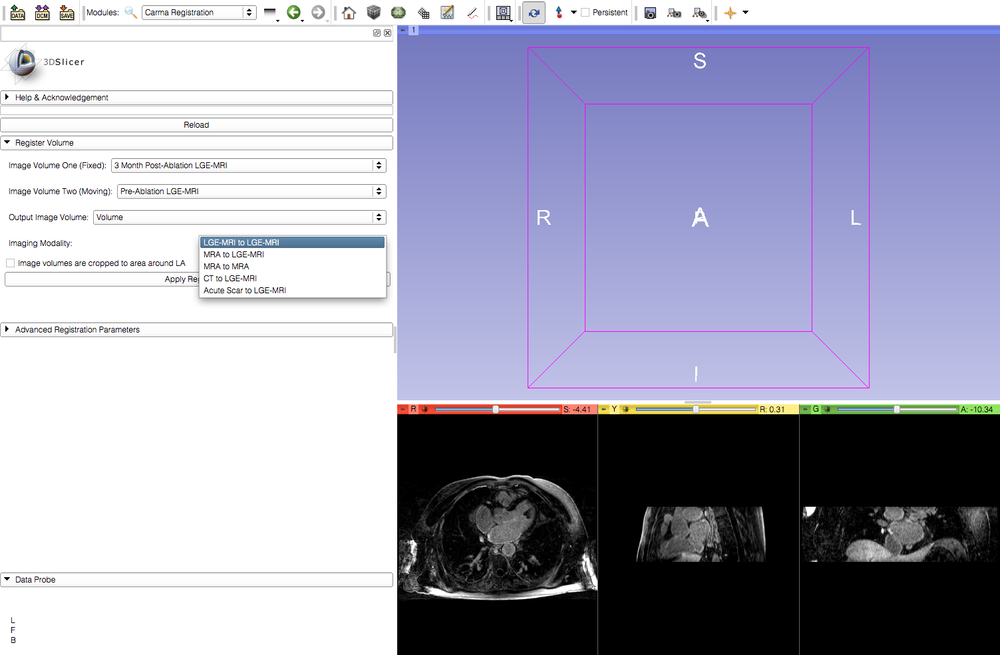 DATA DCM SAVE Modules: Carma Registration Persistent
1
3DSlicer
Help & Acknowledgement
Reload
Register Volume
Image Volume One (Fixed): 3 Month Post-Ablation LGE-MRI
Image Volume Two (Moving): Pre-Ablation LGE-MRI
Output Image Volume: Volume
Imaging Modality:
LGE-MRI to LGE-MRI
MRA to LGE-MRI
MRA to MRA
CT to LGE-MRI
Acute Scar to LGE-MRI
Image volumes are cropped to area around LA
Apply Reg
Advanced Registration Parameters
Data Probe
L
F
B
S
R A L
I
R S: -4.41
Y R: 0.31
G A: -10.34